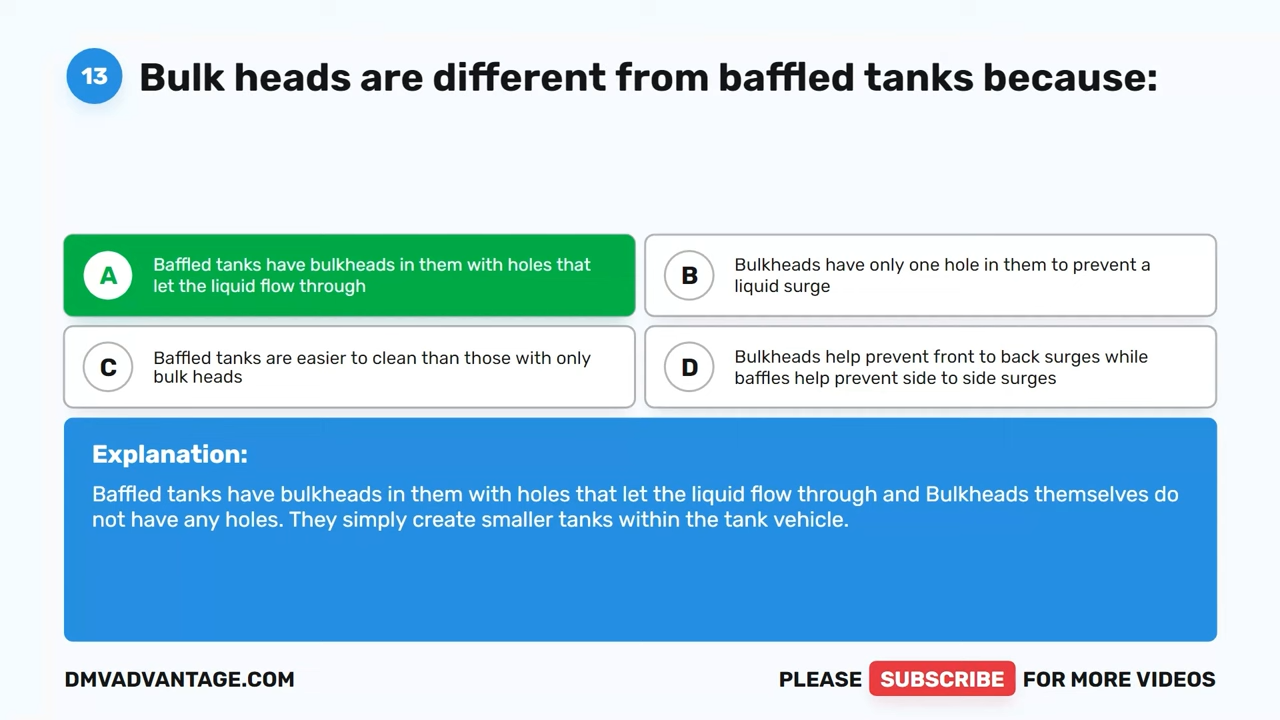 13 Bulk heads are different from baffled tanks because:
A Baffled tanks have bulkheads in them with holes that
let the liquid flow through
B Bulkheads have only one hole in them to prevent a
liquid surge
C Baffled tanks are easier to clean than those with only
bulk heads
D Bulkheads help prevent front to back surges while
baffles help prevent side to side surges
Explanation:
Baffled tanks have bulkheads in them with holes that let the liquid flow through and Bulkheads themselves do
not have any holes. They simply create smaller tanks within the tank vehicle.
DMVADVANTAGE.COM
PLEASE SUBSCRIBE FOR MORE VIDEOS